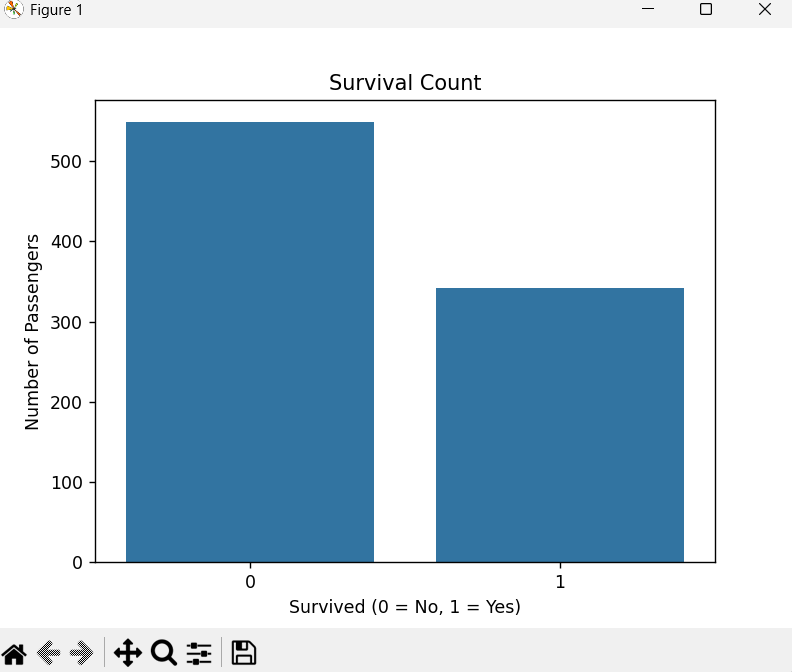 Figure 1
Survival Count
500
400
300
200
100
0
Number of Passengers
0 1
Survived (0 = No, 1 = Yes)